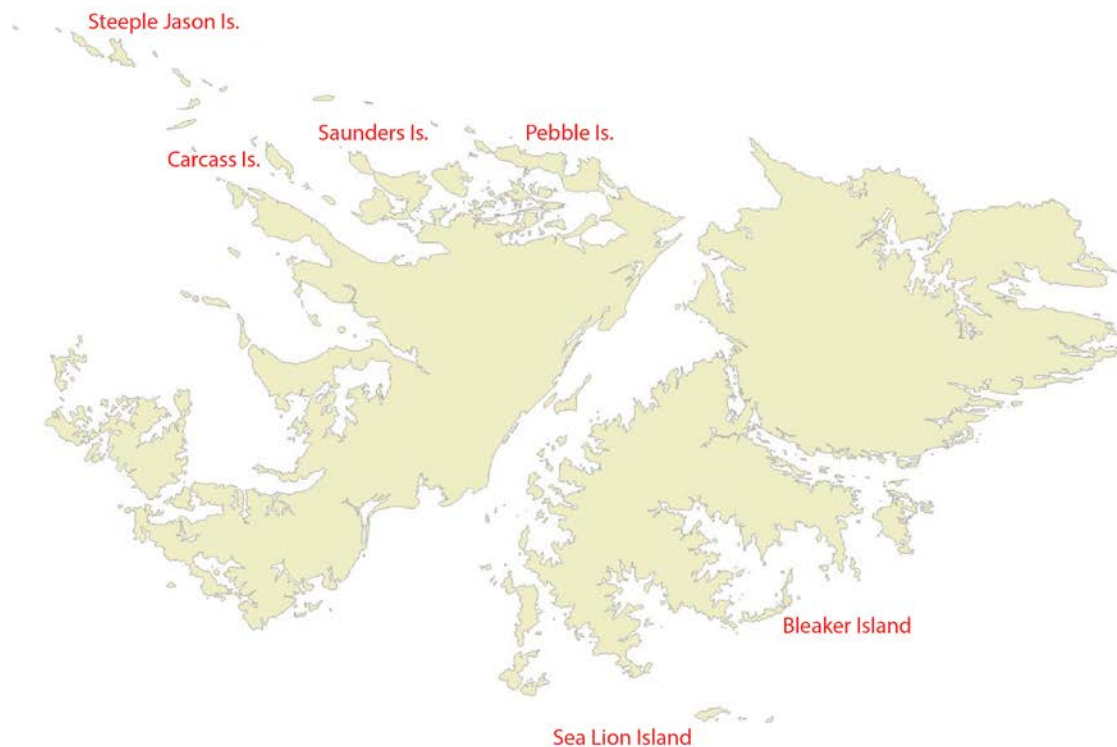 Steeple Jason Is.
Saunders Is.
Pebble Is.
Carcass Is.
Bleaker Island
Sea Lion Island